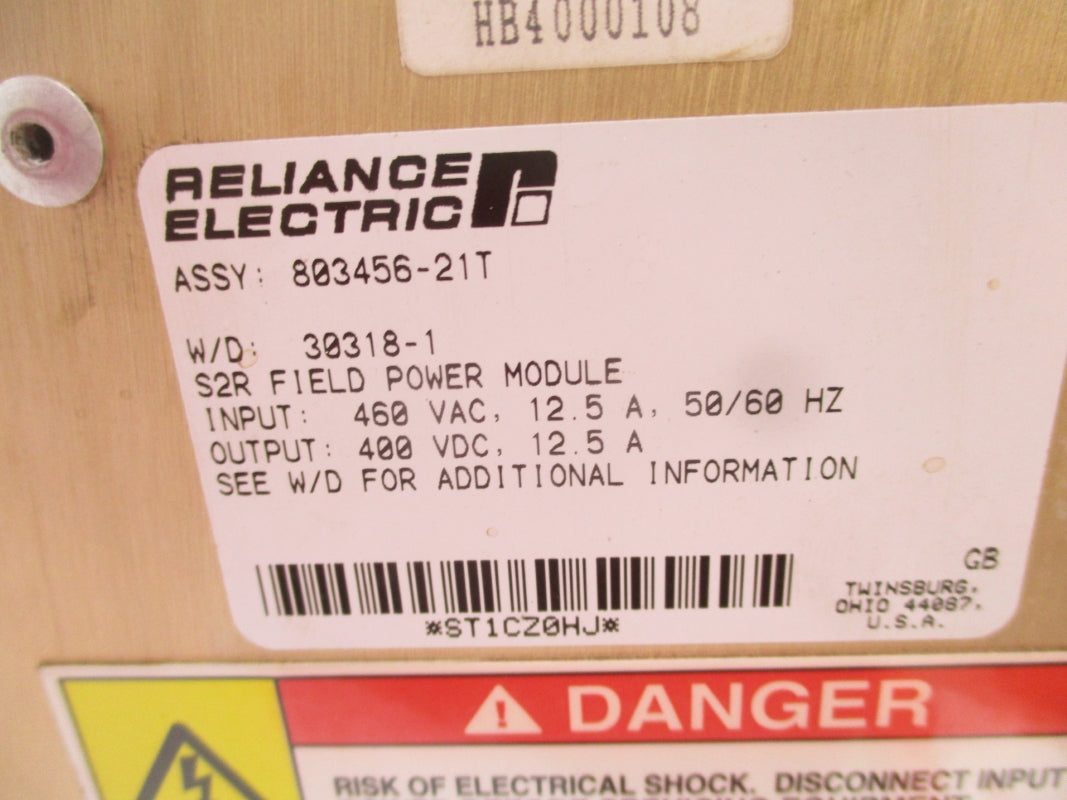 HB4000108
RELIANCE
ELECTRIC
ASSY: 803456-21T
W/D: 30318-1
S2R FIELD POWER MODULE
INPUT: 460 VAC, 12.5 A, 50/60 HZ
OUTPUT: 400 VDC, 12.5 A
SEE W/D FOR ADDITIONAL INFORMATION
GB
TWINSBURG,
OHIO 44087,
U.S.A.
*ST1CZ0HJ*
DANGER
RISK OF ELECTRICAL SHOCK. DISCONNECT INPUT